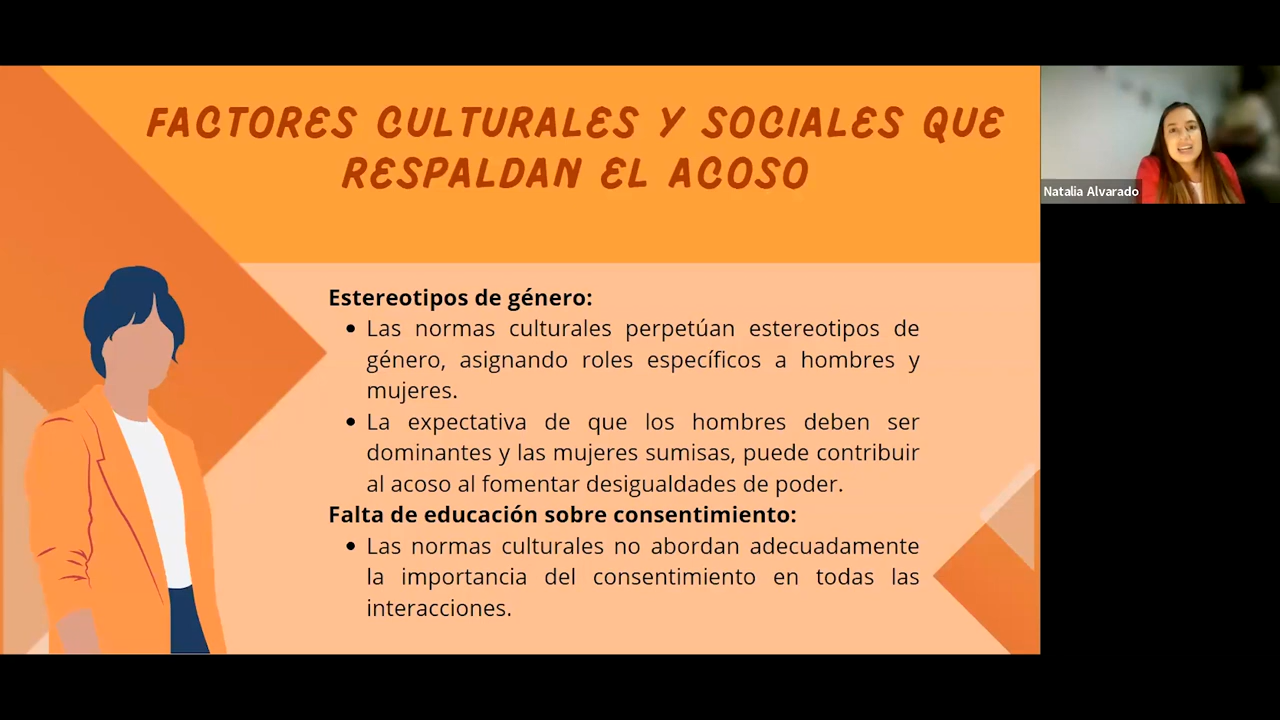 FACTORES CULTURALES Y SOCIALES QUE
RESPALDAN EL ACOSO
Natalia Alvarado
Estereotipos de género:
• Las normas culturales perpetúan estereotipos de
género, asignando roles específicos a hombres y
mujeres.
• La expectativa de que los hombres deben ser
dominantes y las mujeres sumisas, puede contribuir
al acoso al fomentar desigualdades de poder.
Falta de educación sobre consentimiento:
• Las normas culturales no abordan adecuadamente
la importancia del consentimiento en todas las
interacciones.